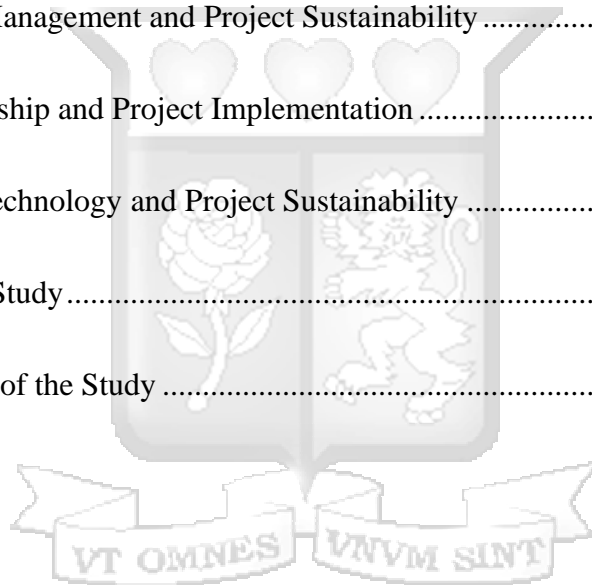 Management and Project Sustainability ..............
ship and Project Implementation .......................
echnology and Project Sustainability ................
Study...............................................................................
of the Study ................................................................
VT OMNES VNVM SINT